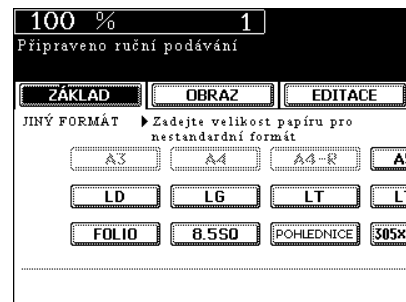 100 % 1
Připraveno ruční podávání
ZÁKLAD OBRAZ EDITACE
JINÝ FORMÁT ▶ Zadejte velikost papíru pro
nestandardní formát
A3 A4 A4-R
LD LG LT
FOLIO 8.5SQ POHLEDNICE